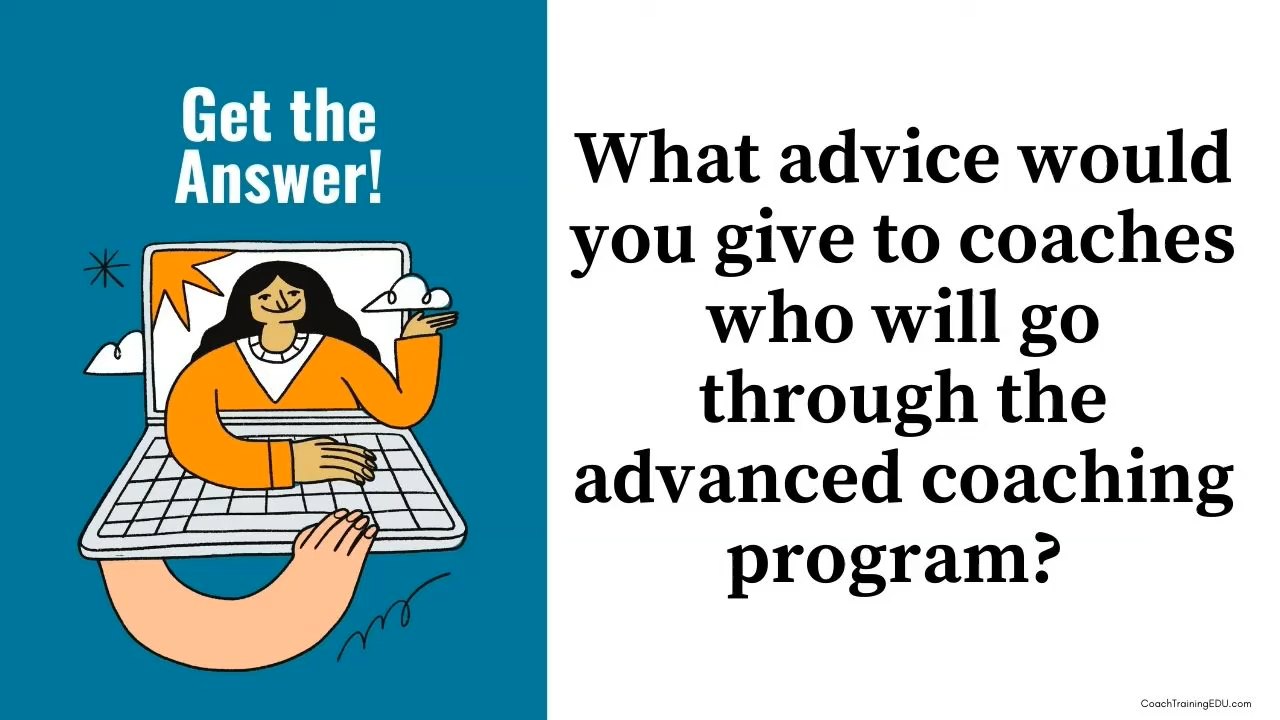 Get the
Answer!
What advice would
you give to coaches
who will go
through the
advanced coaching
program?
CoachTrainingEDU.com